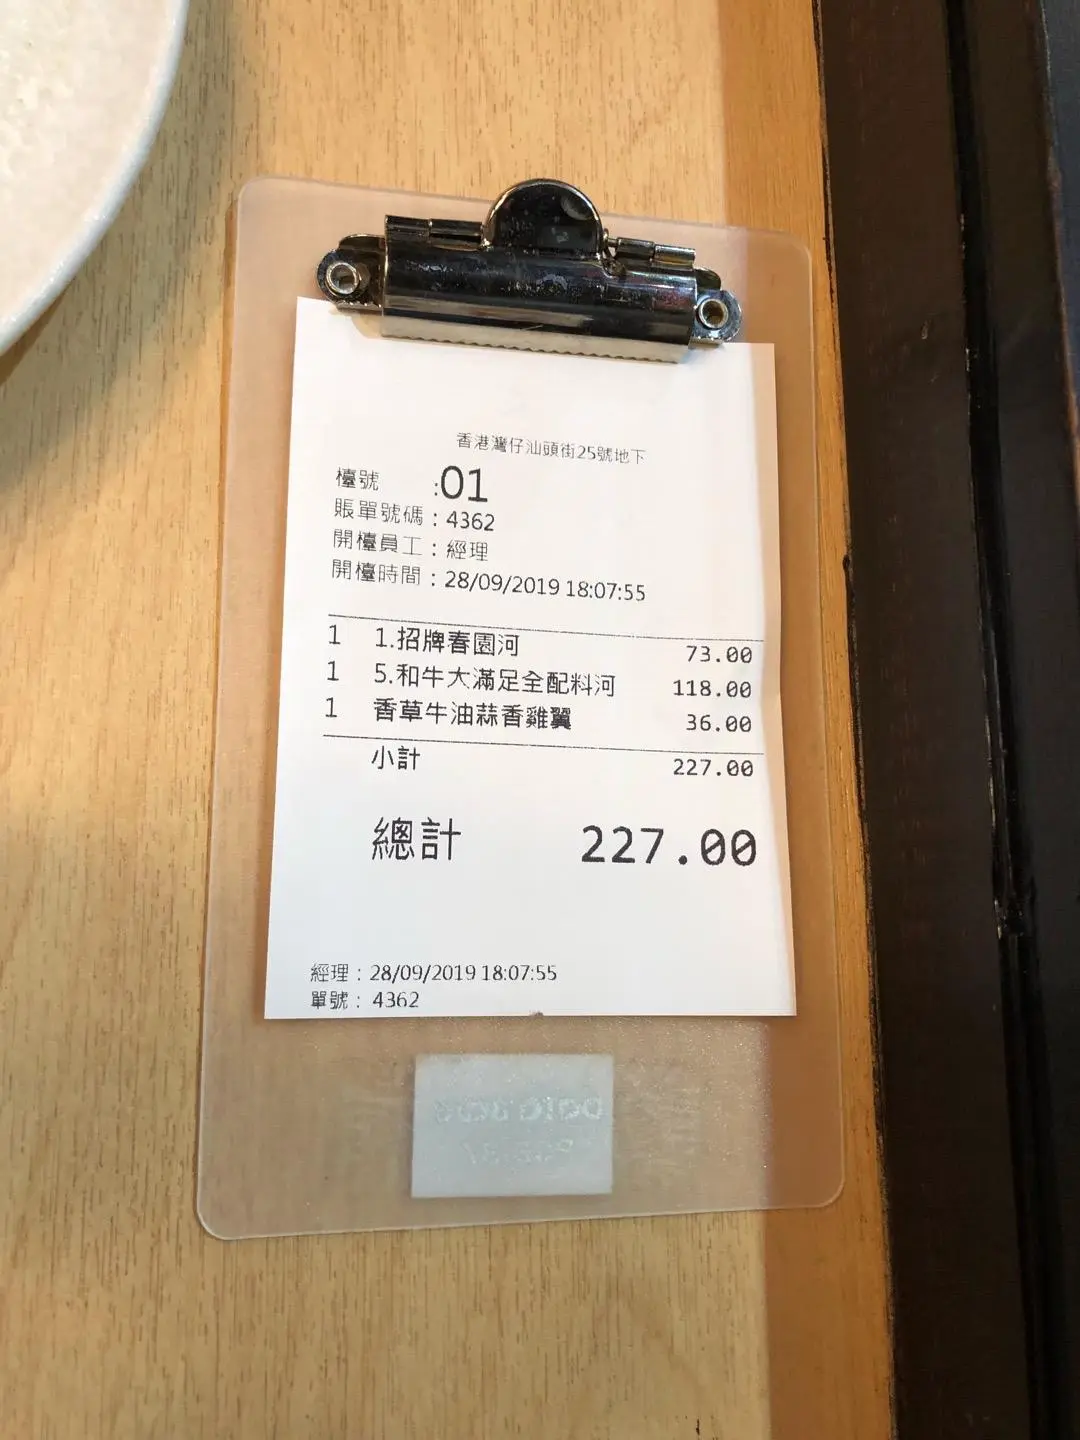 香港灣仔汕頭街25號地下
檯號 :01
賬單號碼：4362
開檯員工：經理
開檯時間：28/09/2019 18:07:55
1 1.招牌春園河 73.00
1 5.和牛大滿足全配料河 118.00
1 香草牛油蒜香雞翼 36.00
小計 227.00
總計 227.00
經理：28/09/2019 18:07:55
單號：4362